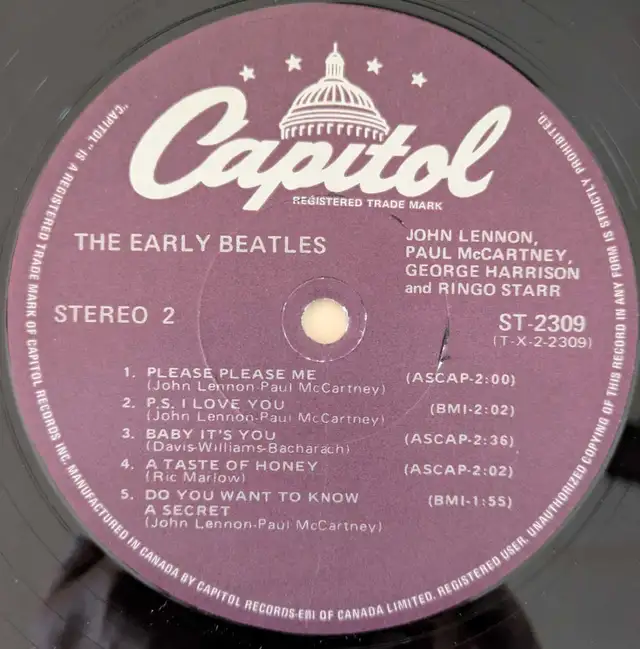 Capitol
REGISTERED TRADE MARK
THE EARLY BEATLES
JOHN LENNON,
PAUL McCARTNEY,
GEORGE HARRISON
and RINGO STARR
STEREO 2
ST-2309
(T-X-2-2309)
1. PLEASE PLEASE ME (ASCAP-2:00)
(John Lennon-Paul McCartney)
2. P.S. I LOVE YOU (BMI-2:02)
(John Lennon-Paul McCartney)
3. BABY IT'S YOU (ASCAP-2:36)
(Davis-Williams-Bacharach)
4. A TASTE OF HONEY (ASCAP-2:02)
(Ric Marlow)
5. DO YOU WANT TO KNOW (BMI-1:55)
A SECRET
(John Lennon-Paul McCartney)
"CAPITOL" IS A REGISTERED TRADE MARK OF CAPITOL RECORDS INC. MANUFACTURED IN CANADA BY CAPITOL RECORDS-EMI OF CANADA LIMITED. REGISTERED USER. UNAUTHORIZED COPYING OF THIS RECORD IN ANY FORM IS STRICTLY PROHIBITED.